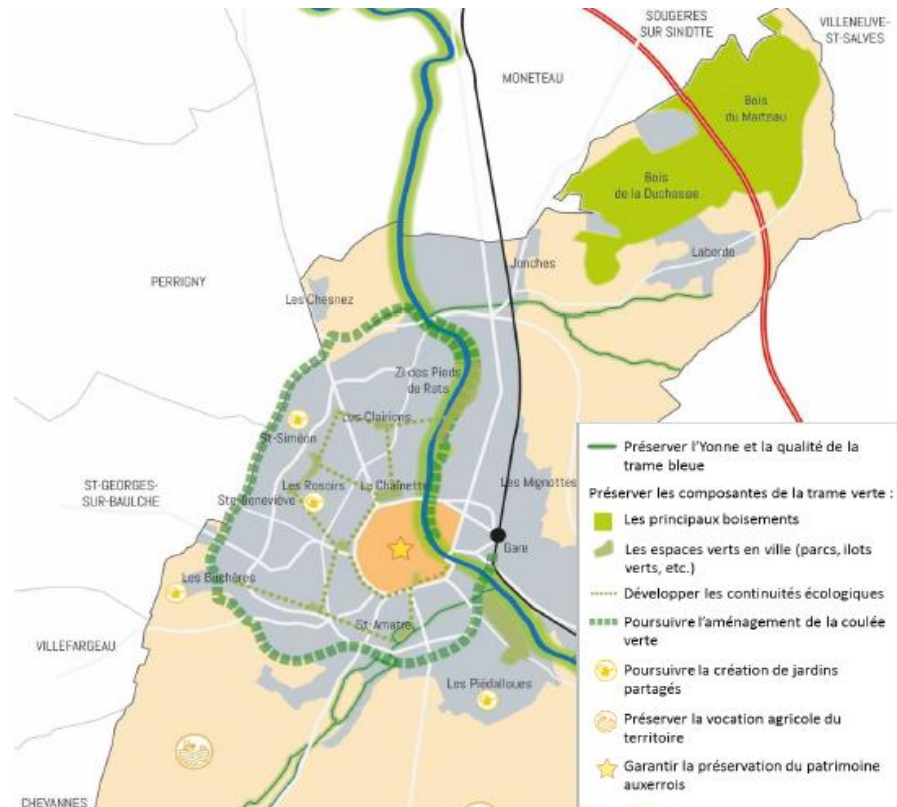 SOUGERES
SUR SINOTTE
VILLENEUVE-
ST-SALVES
MONETEAU
Bois
du Marteau
Bois
de la Duchasse
Jonches
Laborde
PERRIGNY
Les Chesnez
ZI des Pieds
de Rats
Les Clairions
St-Siméon
ST-GEORGES-
SUR-BAULCHE
Les Rosoirs
La Chaînette
Les Mignottes
Ste-Geneviève
Gare
Les Buchères
St-Amatre
VILLEFARGEAU
Les Piédalloues
CHEVANNES
Préserver l'Yonne et la qualité de la
trame bleue
Préserver les composantes de la trame verte :
Les principaux boisements
Les espaces verts en ville (parcs, ilots
verts, etc.)
Développer les continuités écologiques
Poursuivre l'aménagement de la coulée
verte
Poursuivre la création de jardins
partagés
Préserver la vocation agricole du
territoire
Garantir la préservation du patrimoine
auxerrois